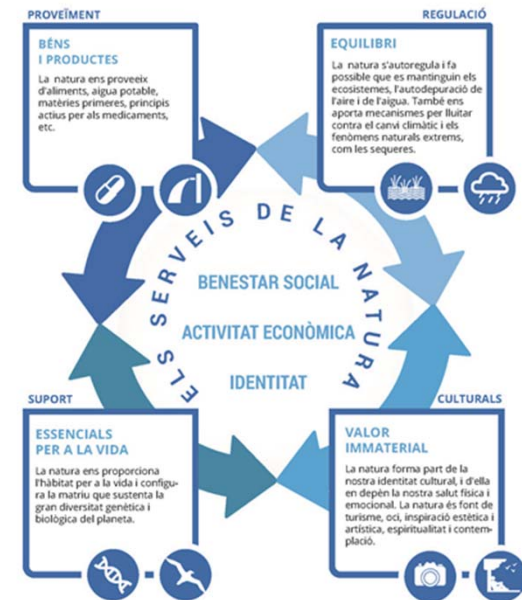 PROVEÏMENT
BÉNS
I PRODUCTES
La natura ens proveeix
d'aliments, aigua potable,
matèries primeres, principis
actius per als medicaments,
etc.
REGULACIÓ
EQUILIBRI
La natura s'autoregula i fa
possible que es mantinguin els
ecosistemes, l'autodepuració de
l'aire i de l'aigua. També ens
aporta mecanismes per lluitar
contra el canvi climàtic i els
fenòmens naturals extrems,
com les sequeres.
ELS SERVEIS DE LA NATURA
BENESTAR SOCIAL
ACTIVITAT ECONÒMICA
IDENTITAT
SUPORT
ESSENCIALS
PER A LA VIDA
La natura ens proporciona
l'hàbitat per a la vida i configu-
ra la matriu que sustenta la
gran diversitat genètica i
biològica del planeta.
CULTURALS
VALOR
IMMATERIAL
La natura forma part de la
nostra identitat cultural, i d'ella
en depèn la nostra salut física i
emocional. La natura és font de
turisme, oci, inspiració estètica i
artística, espiritualitat i contem-
plació.